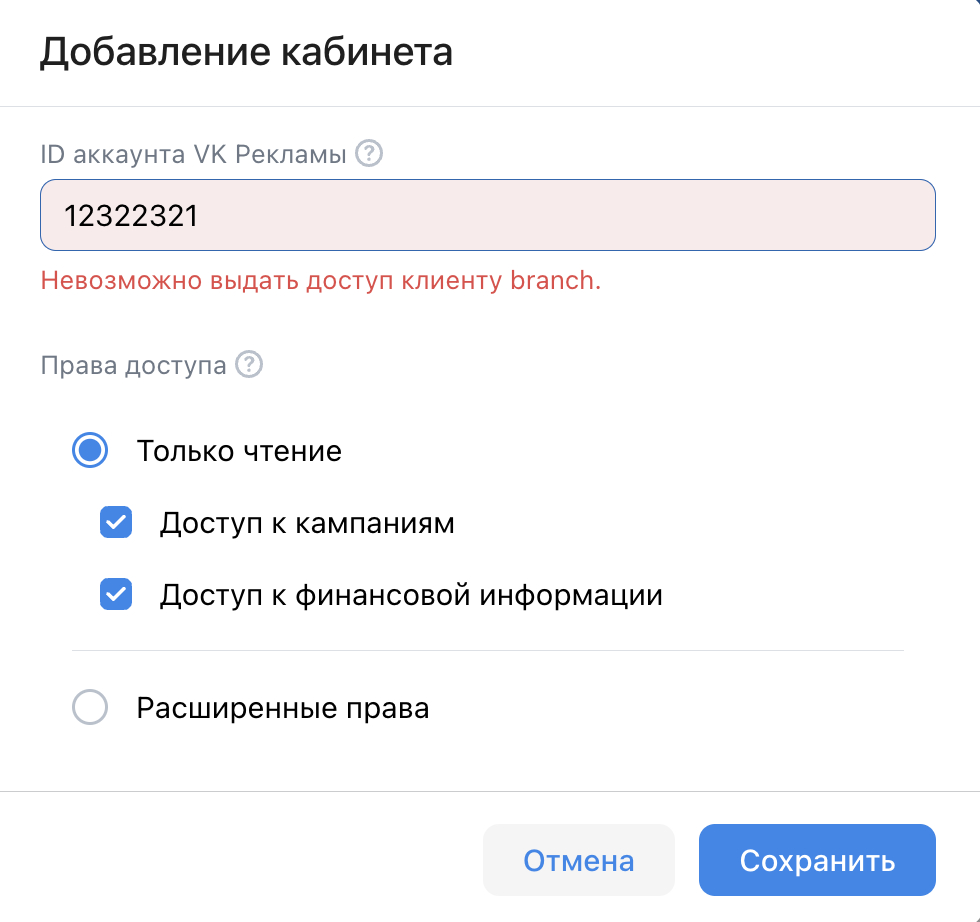 Добавление кабинета
ID аккаунта VK Рекламы ?
12322321
Невозможно выдать доступ клиенту branch.
Права доступа ?
Только чтение
Доступ к кампаниям
Доступ к финансовой информации
Расширенные права
Отмена
Сохранить